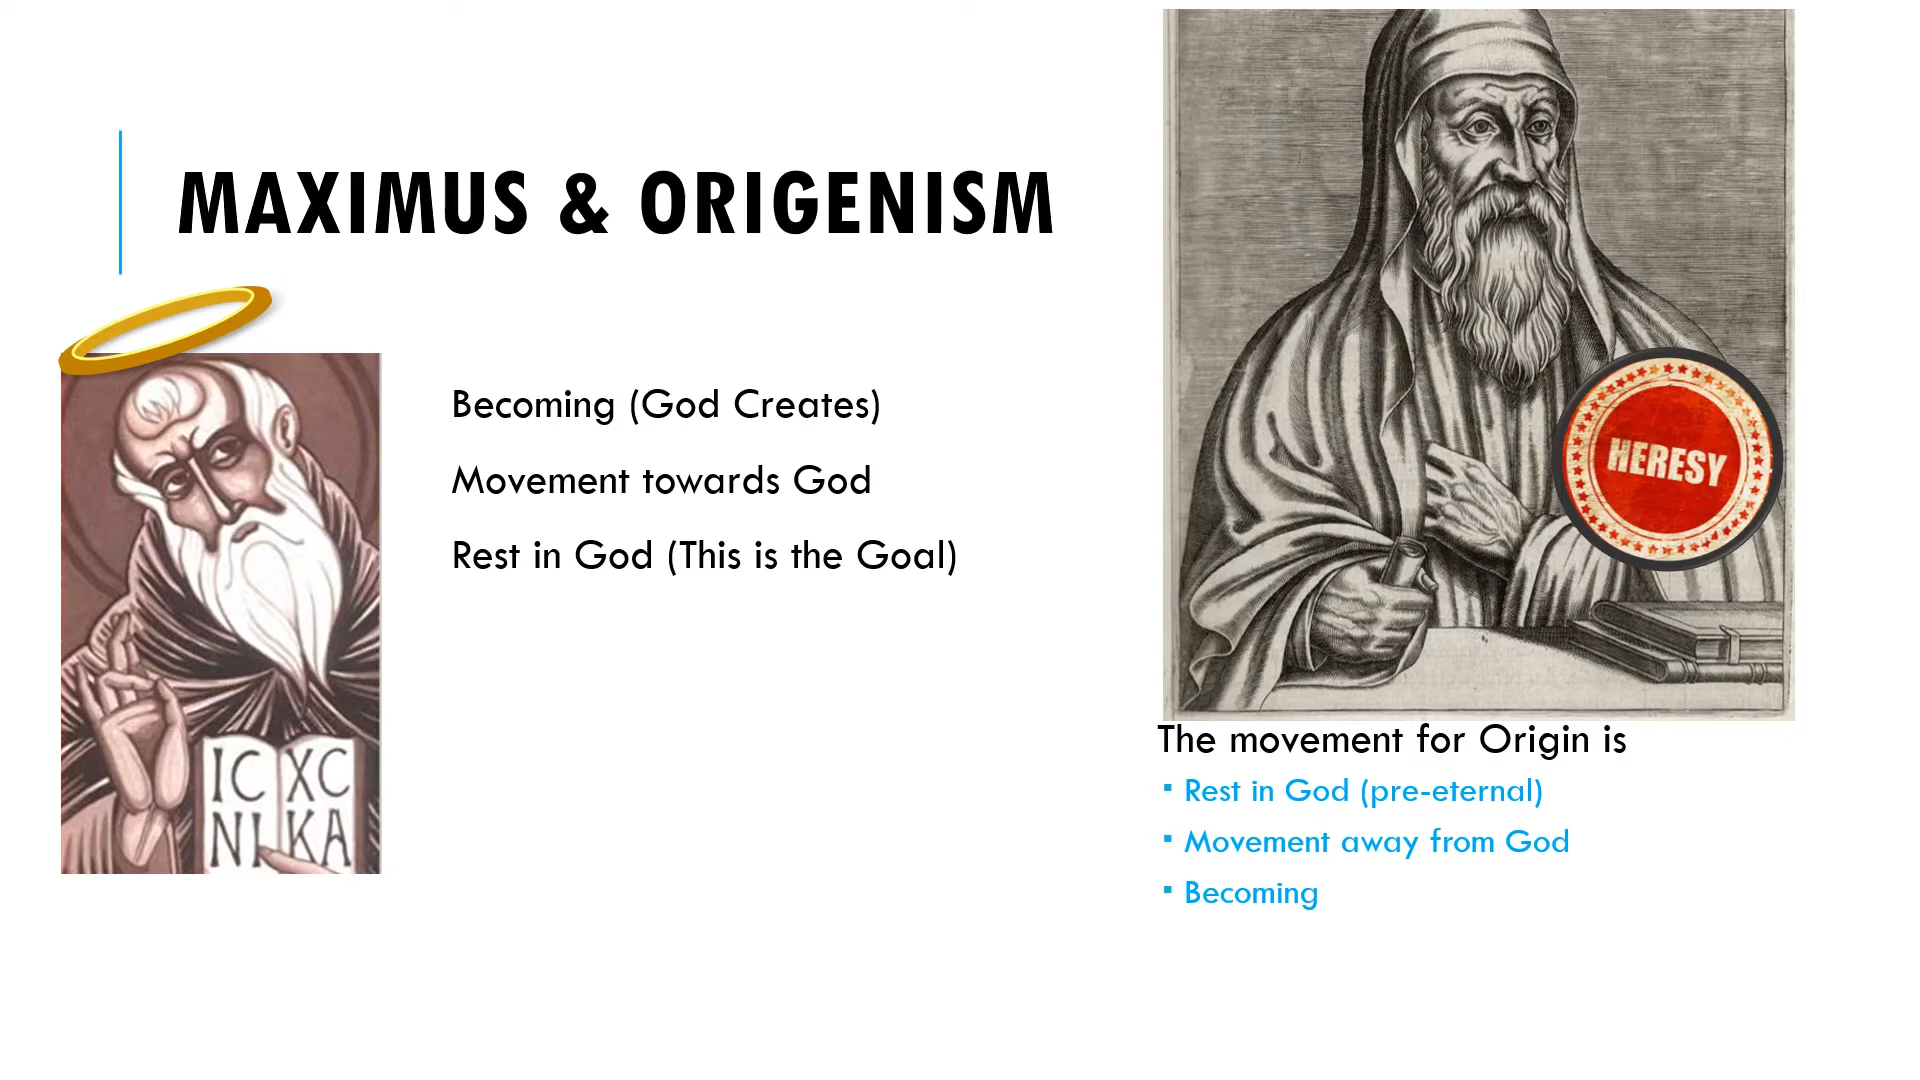 MAXIMUS & ORIGENISM
Becoming (God Creates)
Movement towards God
Rest in God (This is the Goal)
IC XC
NI KA
HERESY
The movement for Origin is
▪ Rest in God (pre-eternal)
▪ Movement away from God
▪ Becoming